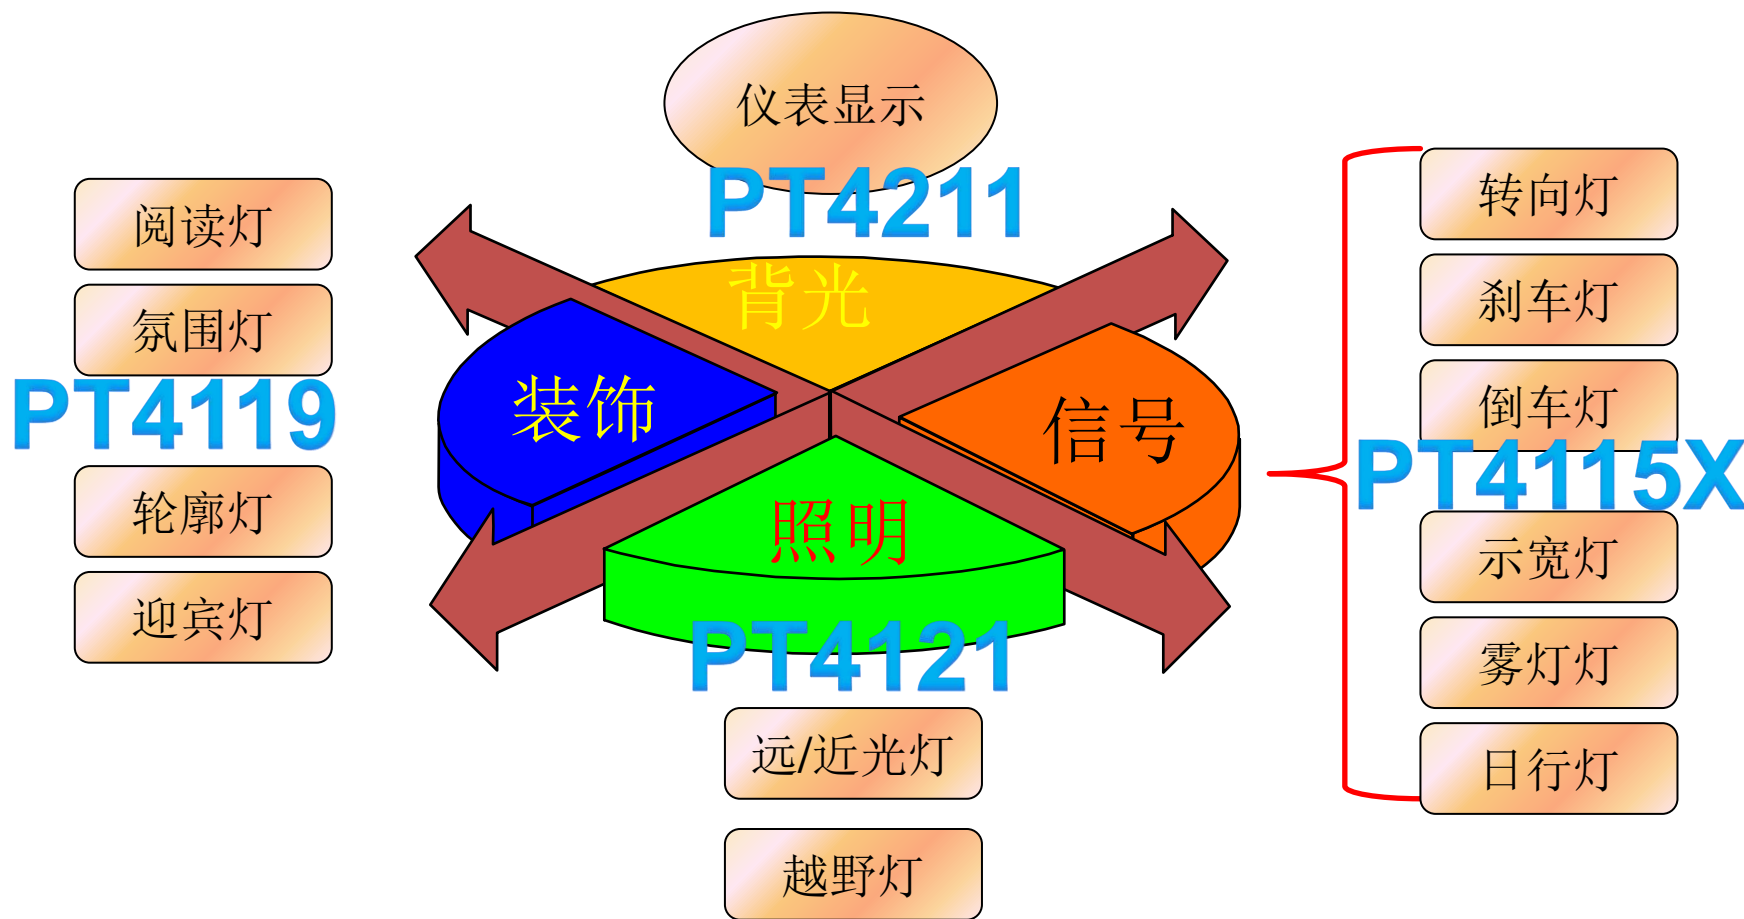 仪表显示
PT4211
背光
阅读灯
氛围灯
PT4119
轮廓灯
迎宾灯
装饰
信号
照明
PT4121
远/近光灯
越野灯
转向灯
刹车灯
倒车灯
PT4115X
示宽灯
雾灯灯
日行灯